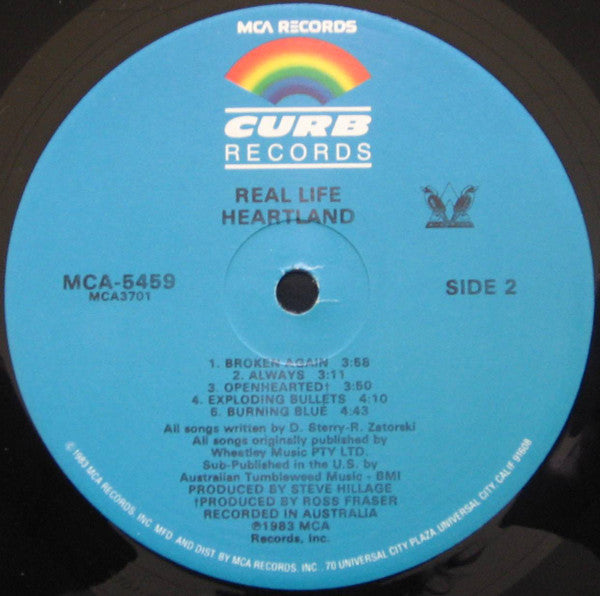 MCA RECORDS
CURB
RECORDS
REAL LIFE
HEARTLAND
MCA-5459
MCA3701
SIDE 2
1. BROKEN AGAIN 3:58
2. ALWAYS 3:11
3. OPENHEARTED† 3:50
4. EXPLODING BULLETS 4:10
5. BURNING BLUE 4:43
All songs written by D. Sterry-R. Zatorski
All songs originally published by
Wheatley Music PTY LTD.
Sub-Published in the U.S. by
Australian Tumbleweed Music - BMI
PRODUCED BY STEVE HILLAGE
†PRODUCED BY ROSS FRASER
RECORDED IN AUSTRALIA
℗1983 MCA
Records, Inc.
©1983 MCA RECORDS, INC. MFD. AND DIST. BY MCA RECORDS, INC. 70 UNIVERSAL CITY PLAZA, UNIVERSAL CITY, CALIF. 91608